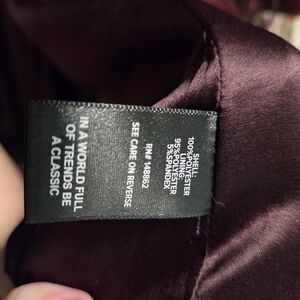 SHELL:
100%POLYESTER
LINING:
95%POLYESTER
5%SPANDEX
RN# 148862
SEE CARE ON REVERSE
IN A WORLD FULL
OF TRENDS BE
A CLASSIC